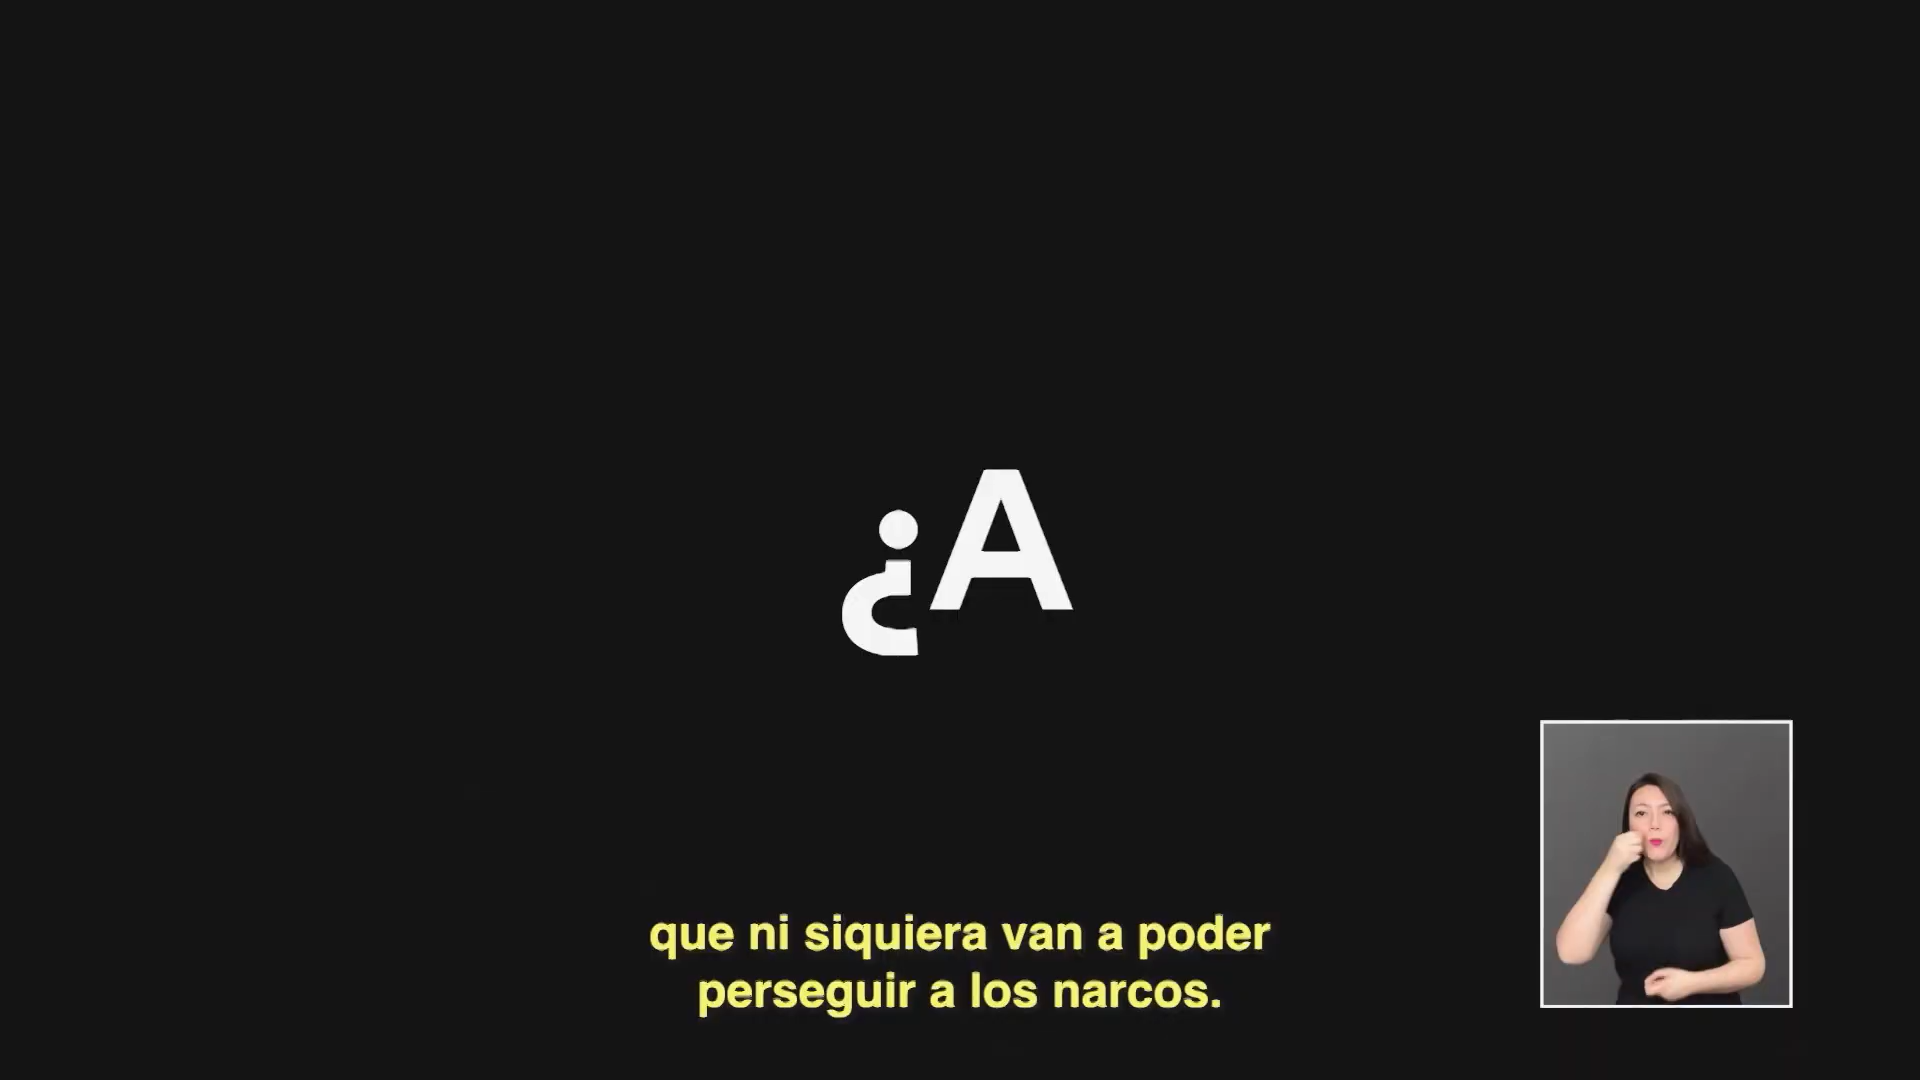 ¿A
que ni siquiera van a poder
perseguir a los narcos.